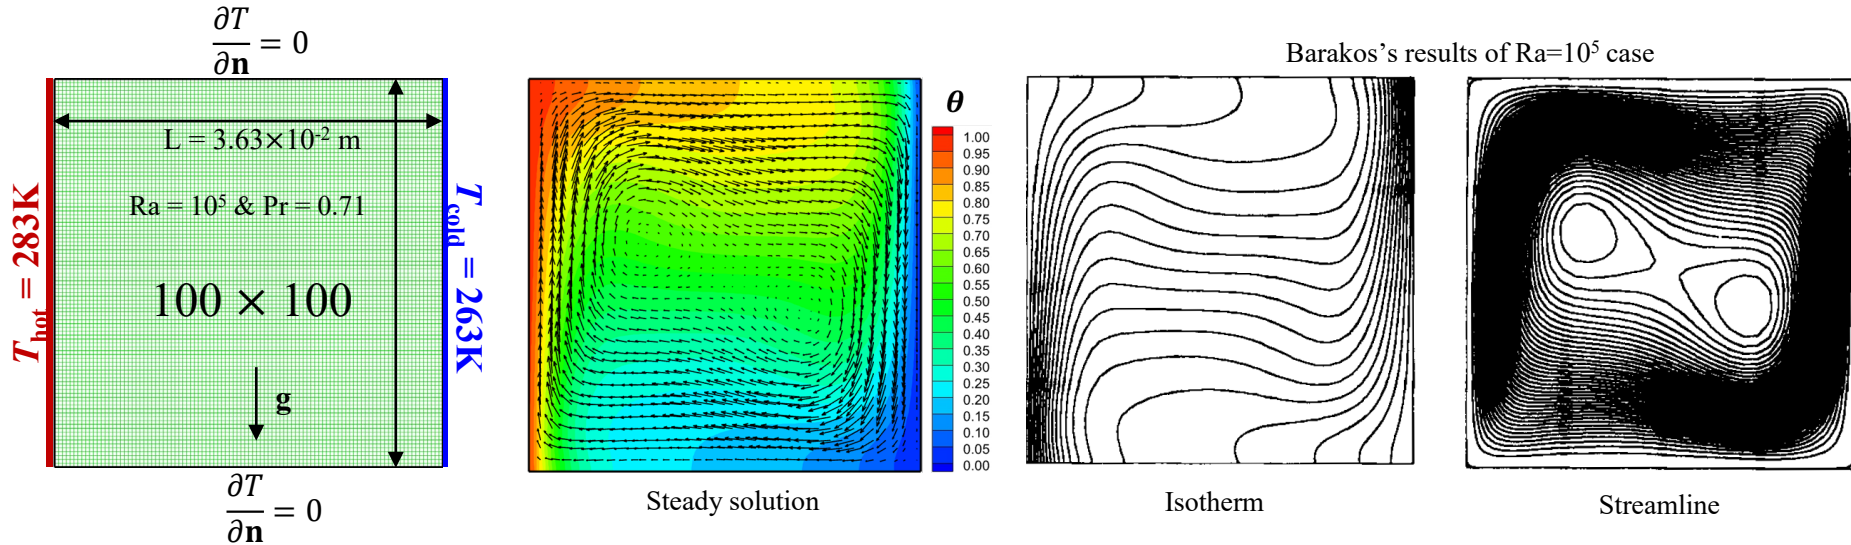 ∂T/∂n = 0
L = 3.63×10⁻² m
Ra = 10⁵ & Pr = 0.71
100 × 100
g
T_hot = 283K
T_cold = 263K
∂T/∂n = 0
θ
1.00
0.95
0.90
0.85
0.80
0.75
0.70
0.65
0.60
0.55
0.50
0.45
0.40
0.35
0.30
0.25
0.20
0.15
0.10
0.05
0.00
Steady solution
Barakos's results of Ra=10⁵ case
Isotherm
Streamline